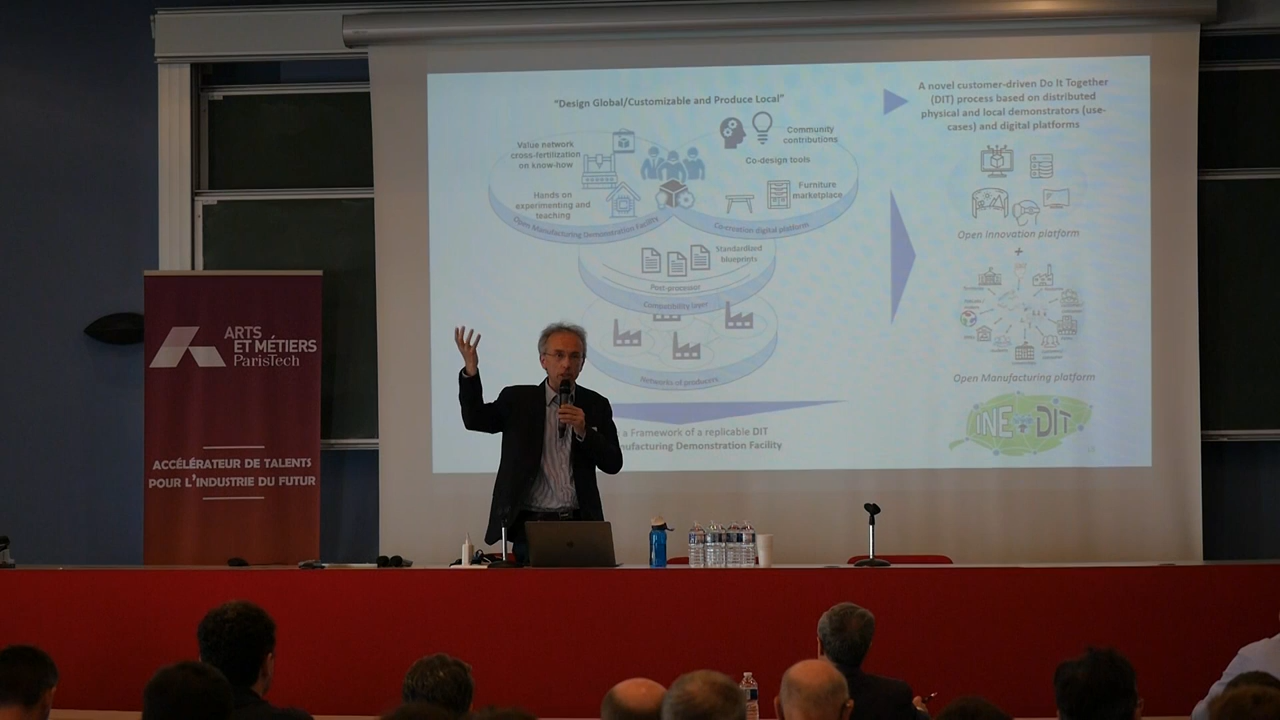 ARTS
ET MÉTIERS
ParisTech
ACCÉLÉRATEUR DE TALENTS
POUR L'INDUSTRIE DU FUTUR
"Design Global/Customizable and Produce Local"
Value network
cross-fertilization
on know-how
Hands on
experimenting and
teaching
Open Manufacturing Demonstration Facility
Community
contributions
Co-design tools
Furniture
marketplace
Co-creation digital platform
Standardized
blueprints
Post-processor
Compatibility layer
Networks of producers
a Framework of a replicable DIT
Manufacturing Demonstration Facility
A novel customer-driven Do It Together
(DIT) process based on distributed
physical and local demonstrators (use-
cases) and digital platforms
Open Innovation platform
+
Open Manufacturing platform
INEDIT